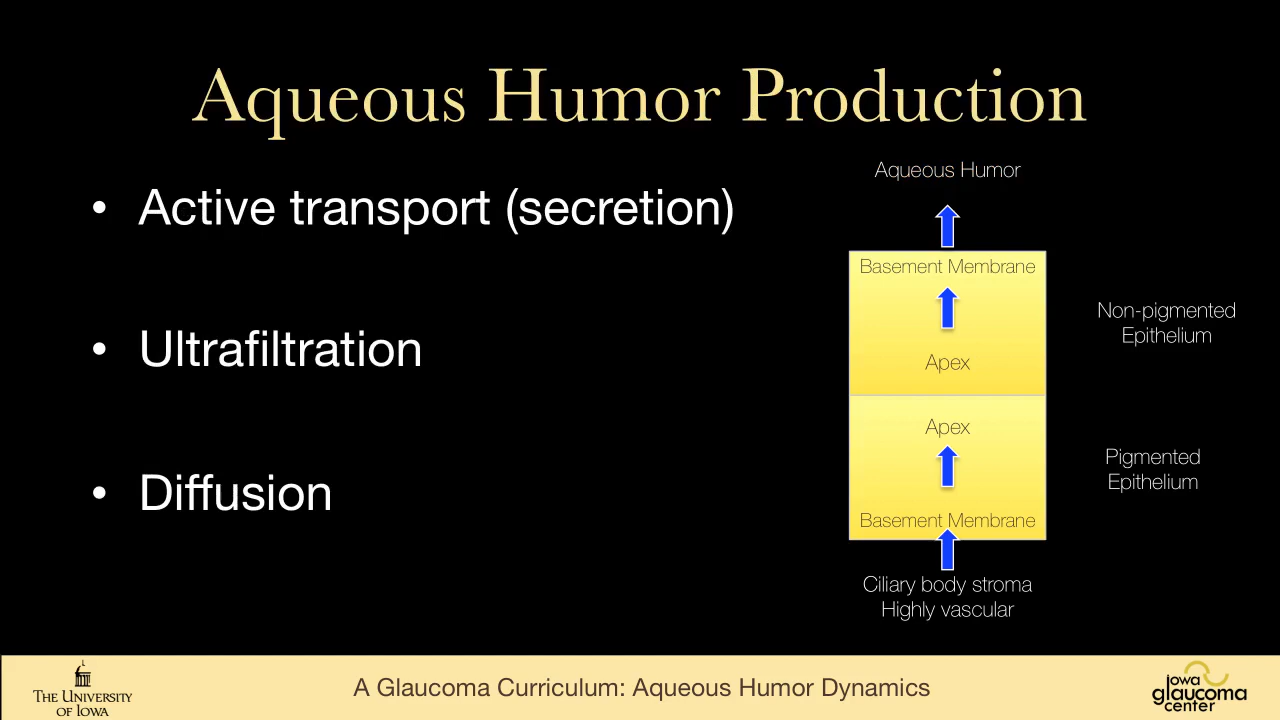 Aqueous Humor Production
• Active transport (secretion)
• Ultrafiltration
• Diffusion
Aqueous Humor
Basement Membrane
Apex
Non-pigmented
Epithelium
Apex
Basement Membrane
Pigmented
Epithelium
Ciliary body stroma
Highly vascular
THE UNIVERSITY
OF IOWA
A Glaucoma Curriculum: Aqueous Humor Dynamics
iowa
glaucoma
center